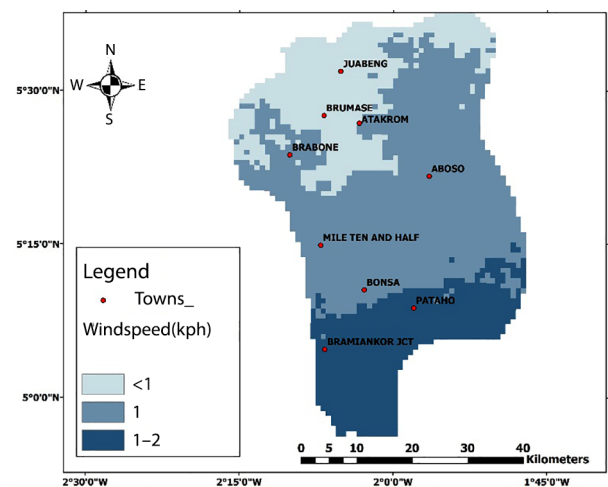 N
W E
S
5°30'0"N
5°15'0"N
5°0'0"N
JUABENG
BRUMASE
ATAKROM
BRABONE
ABOSO
MILE TEN AND HALF
BONSA
PATAHO
BRAMIANKOR JCT
Legend
Towns_
Windspeed(kph)
<1
1
1–2
0 5 10 20 30 40
Kilometers
2°30'0"W 2°15'0"W 2°0'0"W 1°45'0"W